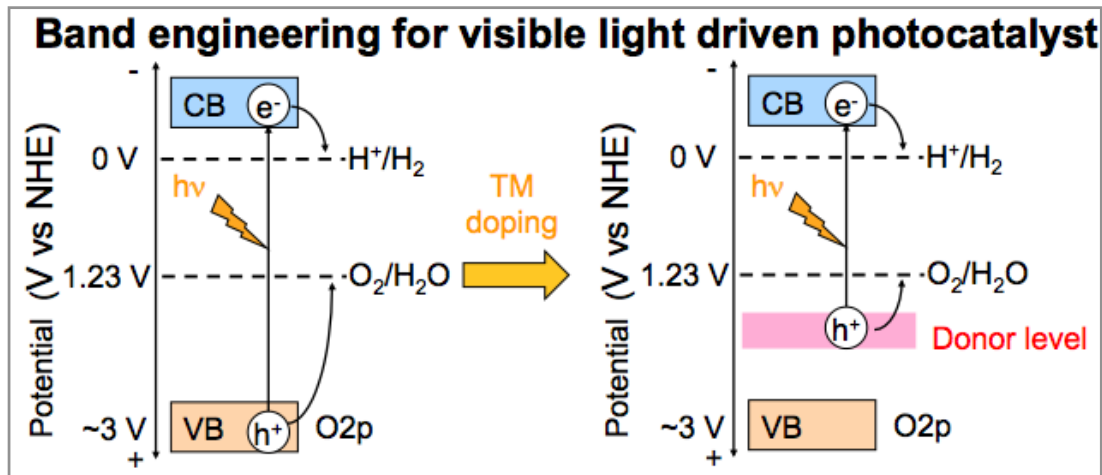 Band engineering for visible light driven photocatalyst
-
Potential (V vs NHE)
CB
e⁻
0 V
H⁺/H₂
hν
1.23 V
O₂/H₂O
~3 V
VB
h⁺
O2p
+
TM
doping
-
Potential (V vs NHE)
CB
e⁻
0 V
H⁺/H₂
hν
1.23 V
O₂/H₂O
h⁺
Donor level
~3 V
VB
O2p
+